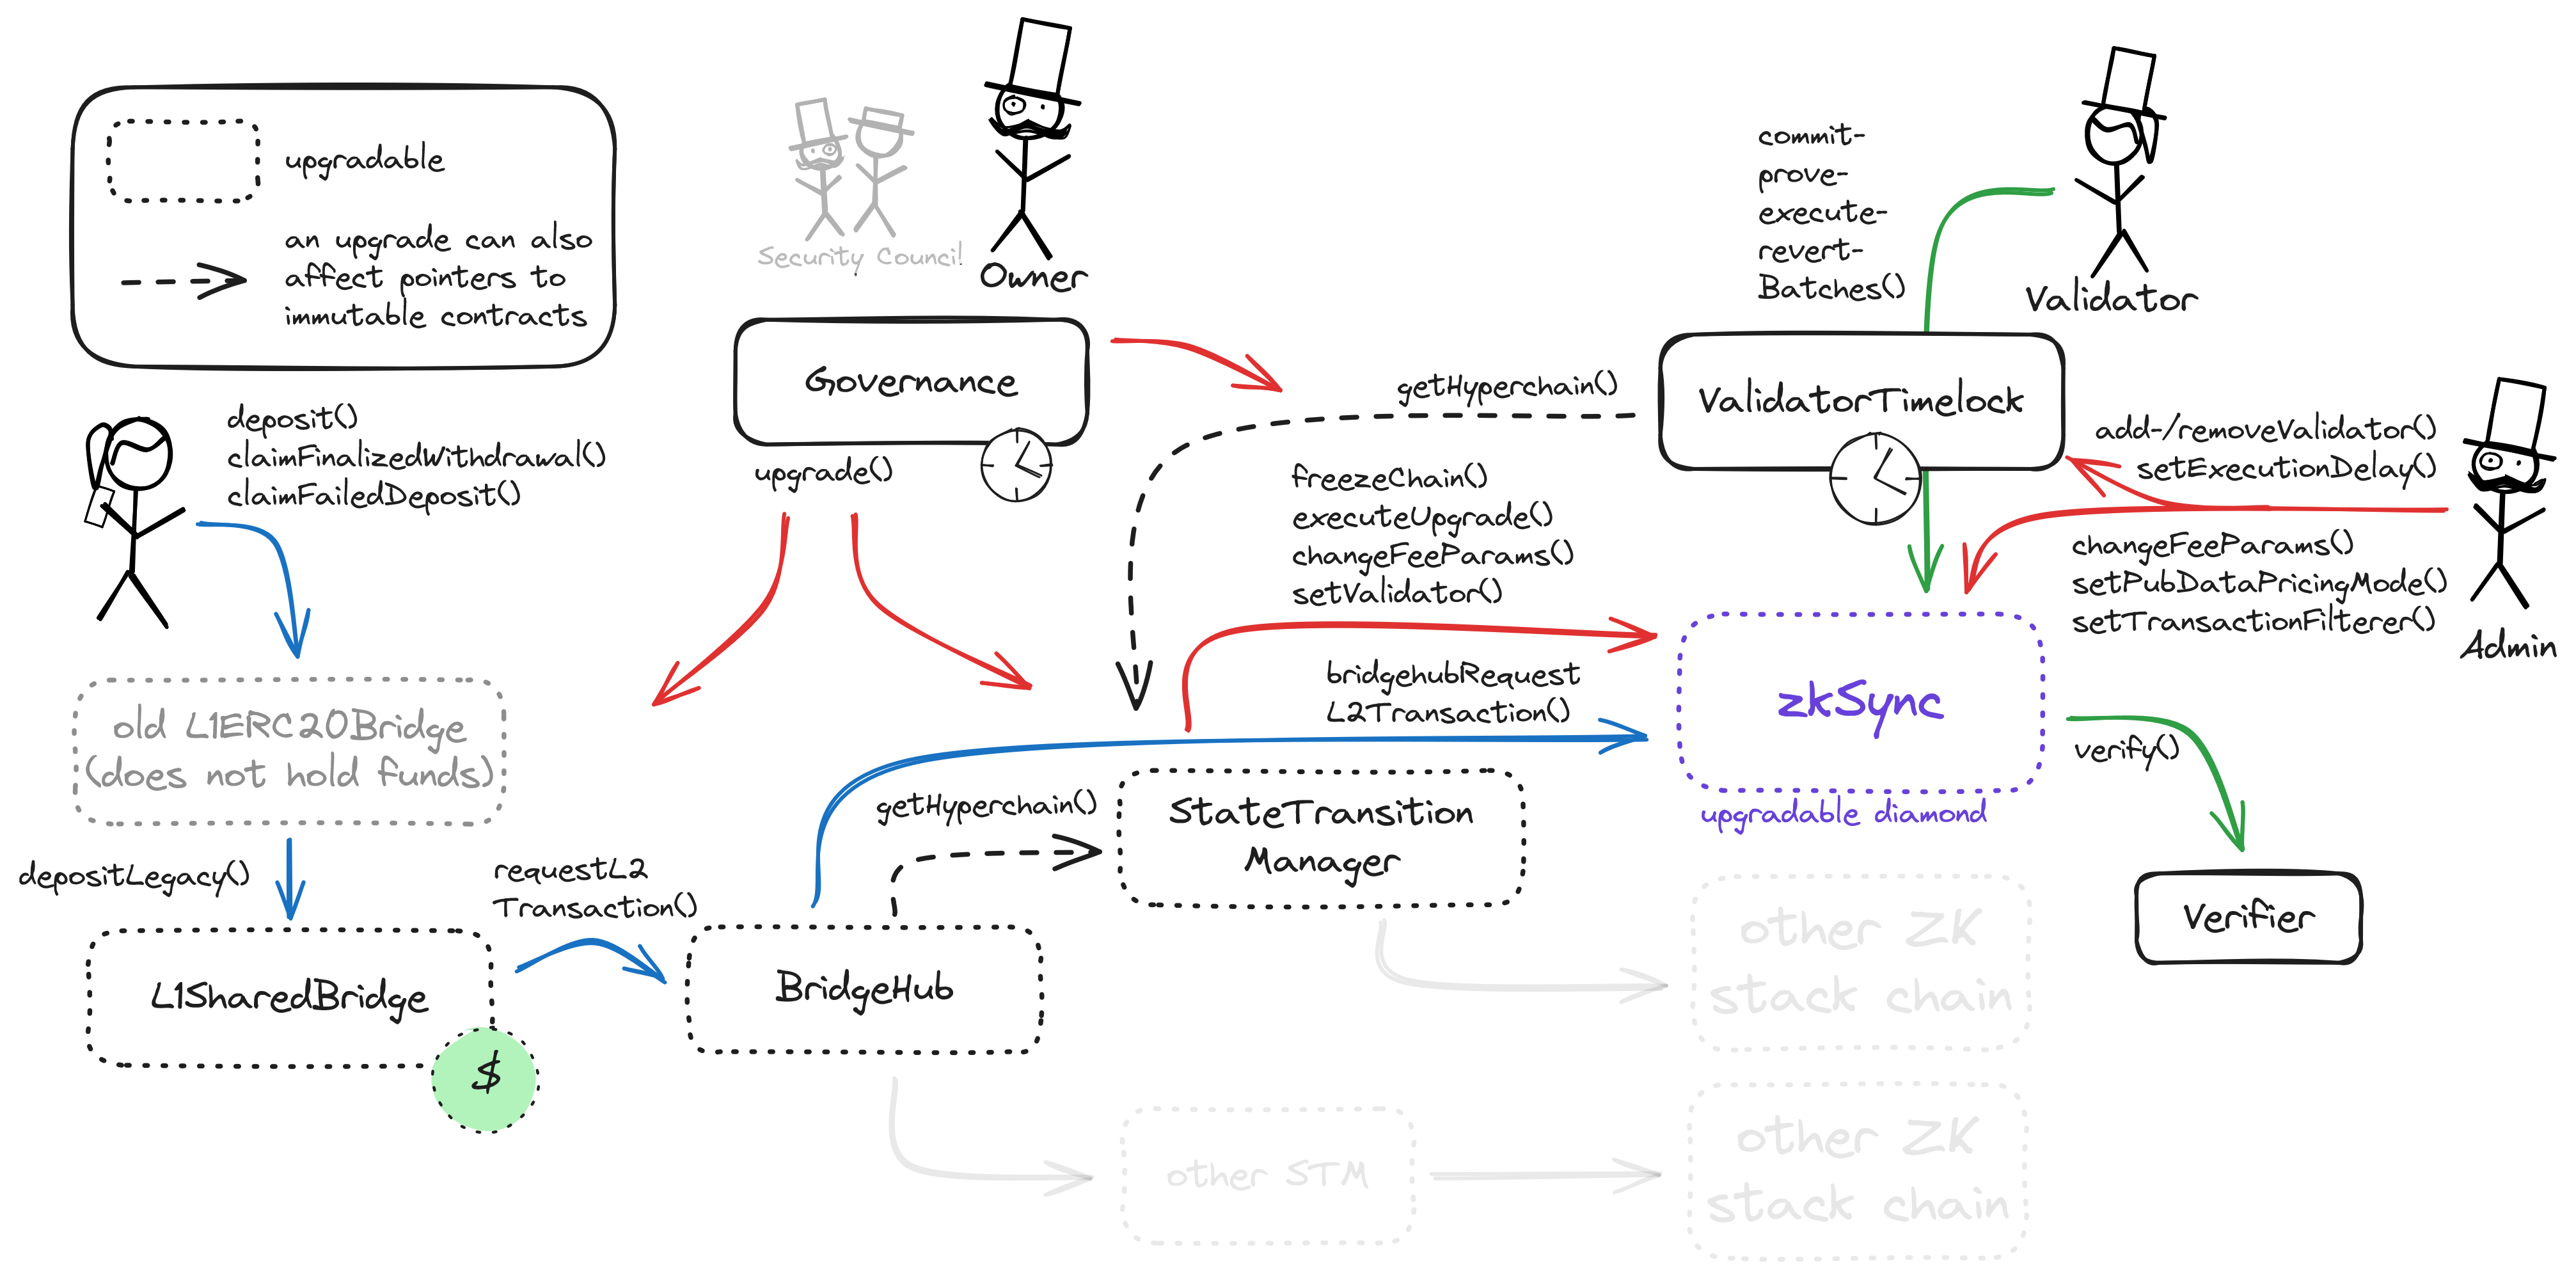 upgradable
an upgrade can also
affect pointers to
immutable contracts
Security Council
Owner
commit-
prove-
execute-
revert-
Batches()
Validator
Governance
upgrade()
getHyperchain()
ValidatorTimelock
add-/removeValidator()
setExecutionDelay()
deposit()
claimFinalizedWithdrawal()
claimFailedDeposit()
freezeChain()
executeUpgrade()
changeFeeParams()
setValidator()
changeFeeParams()
setPubDataPricingMode()
setTransactionFilterer()
Admin
old L1ERC20Bridge
(does not hold funds)
bridgehubRequest
L2Transaction()
zkSync
upgradable diamond
verify()
getHyperchain()
StateTransition
Manager
depositLegacy()
requestL2
Transaction()
Verifier
L1SharedBridge
$
BridgeHub
other ZK
stack chain
other STM
other ZK
stack chain